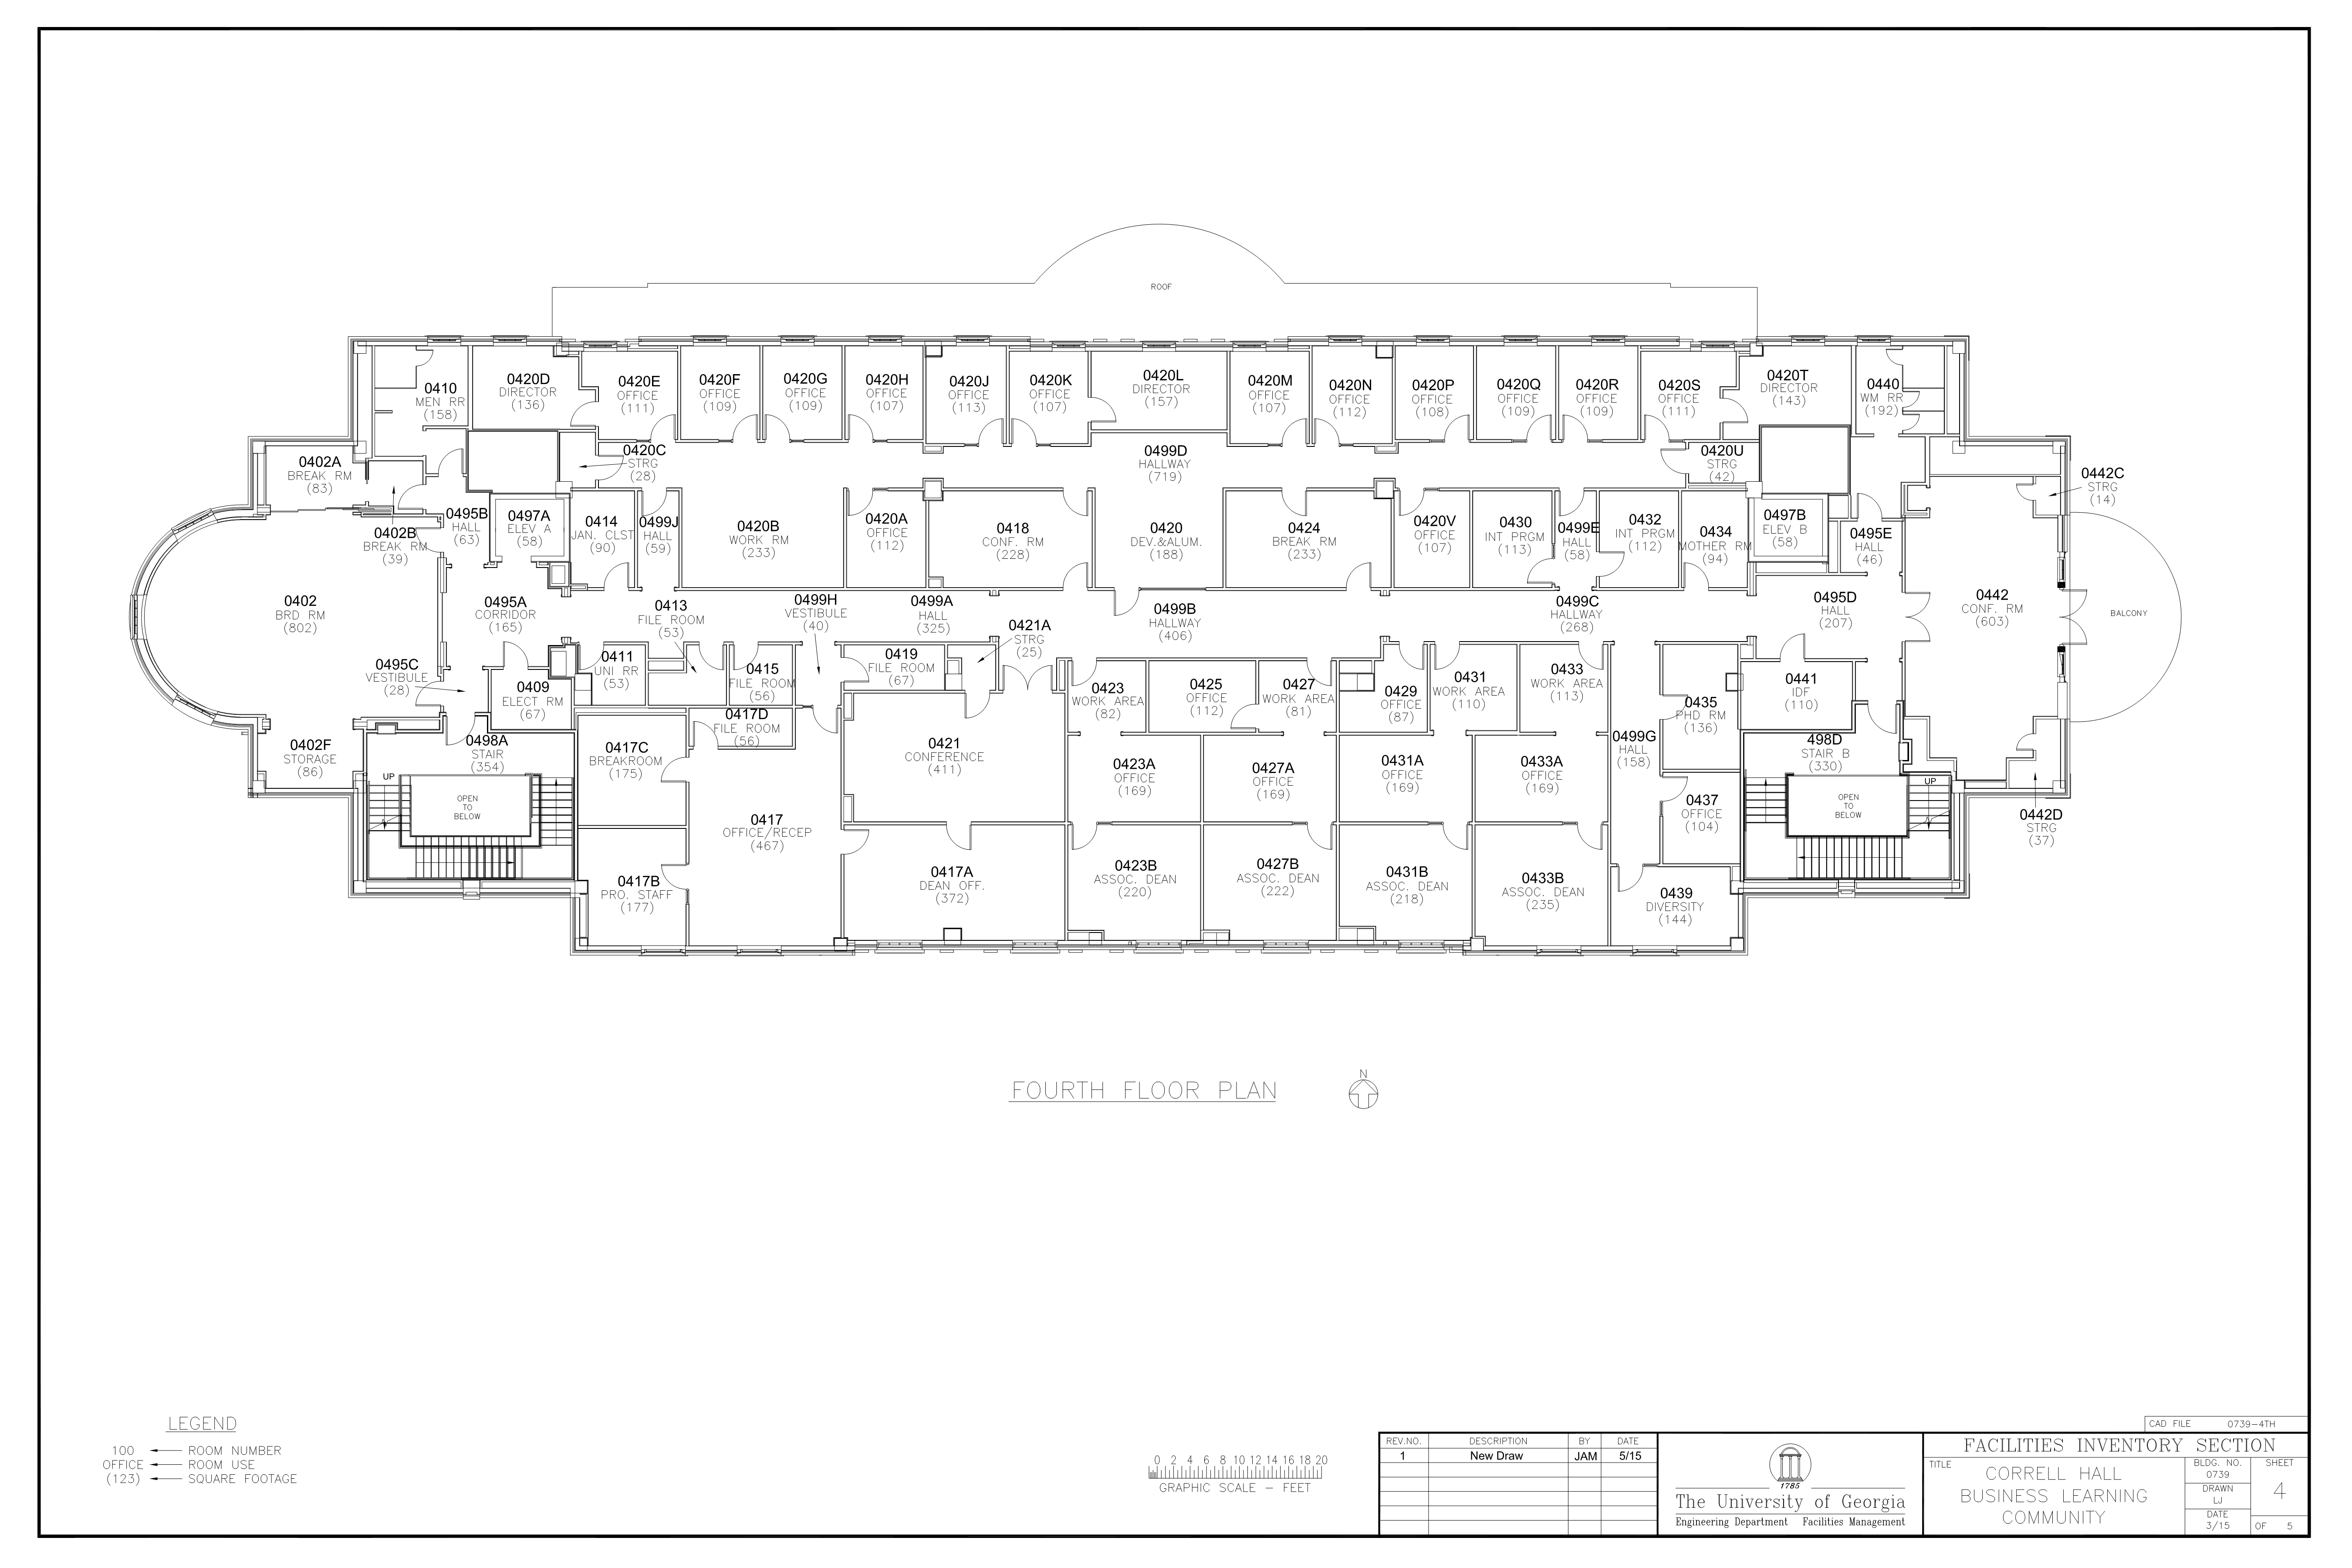 ROOF
0410
MEN RR
(158)
0420D
DIRECTOR
(136)
0420E
OFFICE
(111)
0420F
OFFICE
(109)
0420G
OFFICE
(109)
0420H
OFFICE
(107)
0420J
OFFICE
(113)
0420K
OFFICE
(107)
0420L
DIRECTOR
(157)
0420M
OFFICE
(107)
0420N
OFFICE
(112)
0420P
OFFICE
(108)
0420Q
OFFICE
(109)
0420R
OFFICE
(109)
0420S
OFFICE
(111)
0420T
DIRECTOR
(143)
0440
WM RR
(192)
0402A
BREAK RM
(83)
0420C
STRG
(28)
0499D
HALLWAY
(719)
0420U
STRG
(42)
0442C
STRG
(14)
0402B
BREAK RM
(39)
0495B
HALL
(63)
0497A
ELEV A
(58)
0414
JAN. CLST
(90)
0499J
HALL
(59)
0420B
WORK RM
(233)
0420A
OFFICE
(112)
0418
CONF. RM
(228)
0420
DEV.&ALUM.
(188)
0424
BREAK RM
(233)
0420V
OFFICE
(107)
0430
INT PRGM
(113)
0499E
HALL
(58)
0432
INT PRGM
(112)
0434
MOTHER RM
(94)
0497B
ELEV B
(58)
0495E
HALL
(46)
0402
BRD RM
(802)
0495A
CORRIDOR
(165)
0413
FILE ROOM
(53)
0499H
VESTIBULE
(40)
0499A
HALL
(325)
0421A
STRG
(25)
0499B
HALLWAY
(406)
0499C
HALLWAY
(268)
0495D
HALL
(207)
0442
CONF. RM
(603)
BALCONY
0495C
VESTIBULE
(28)
0409
ELECT RM
(67)
0411
UNI RR
(53)
0415
FILE ROOM
(56)
0419
FILE ROOM
(67)
0423
WORK AREA
(82)
0425
OFFICE
(112)
0427
WORK AREA
(81)
0429
OFFICE
(87)
0431
WORK AREA
(110)
0433
WORK AREA
(113)
0435
PHD RM
(136)
0441
IDF
(110)
0402F
STORAGE
(86)
0498A
STAIR
(354)
UP
OPEN
TO
BELOW
0417C
BREAKROOM
(175)
0417D
FILE ROOM
(56)
0421
CONFERENCE
(411)
0423A
OFFICE
(169)
0427A
OFFICE
(169)
0431A
OFFICE
(169)
0433A
OFFICE
(169)
0499G
HALL
(158)
0437
OFFICE
(104)
498D
STAIR B
(330)
UP
OPEN
TO
BELOW
0442D
STRG
(37)
0417
OFFICE/RECEP
(467)
0417B
PRO. STAFF
(177)
0417A
DEAN OFF.
(372)
0423B
ASSOC. DEAN
(220)
0427B
ASSOC. DEAN
(222)
0431B
ASSOC. DEAN
(218)
0433B
ASSOC. DEAN
(235)
0439
DIVERSITY
(144)
FOURTH FLOOR PLAN
N
LEGEND
100 ROOM NUMBER
OFFICE ROOM USE
(123) SQUARE FOOTAGE
0 2 4 6 8 10 12 14 16 18 20
GRAPHIC SCALE - FEET
REV.NO. DESCRIPTION BY DATE
1 New Draw JAM 5/15
1785
The University of Georgia
Engineering Department Facilities Management
CAD FILE 0739-4TH
FACILITIES INVENTORY SECTION
TITLE
CORRELL HALL
BUSINESS LEARNING
COMMUNITY
BLDG. NO.
0739
DRAWN
LJ
DATE
3/15
SHEET
4
OF 5